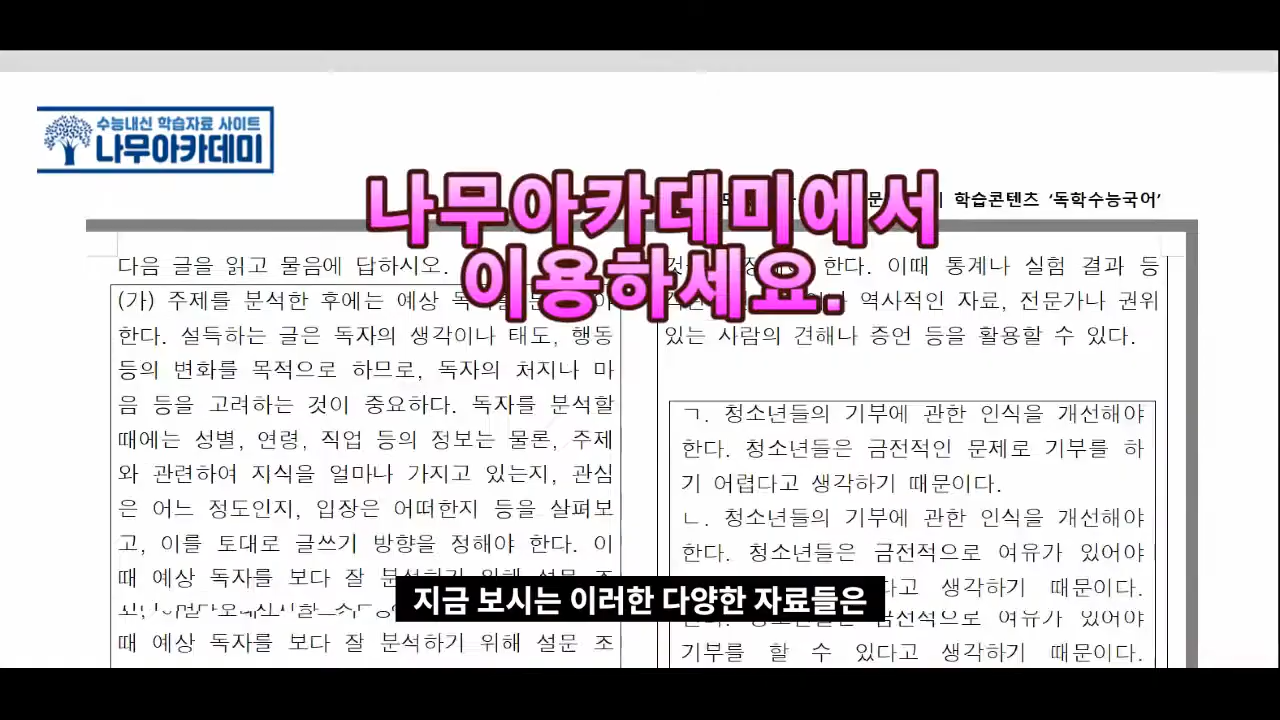 수능내신 학습자료 사이트
나무아카데미
나무아카데미에서
이용하세요.
학습콘텐츠 ‘독학수능국어’
다음 글을 읽고 물음에 답하시오.
(가) 주제를 분석한 후에는 예상
한다. 설득하는 글은 독자의 생각이나 태도, 행동
등의 변화를 목적으로 하므로, 독자의 처지나 마
음 등을 고려하는 것이 중요하다. 독자를 분석할
때에는 성별, 연령, 직업 등의 정보는 물론, 주제
와 관련하여 지식을 얼마나 가지고 있는지, 관심
은 어느 정도인지, 입장은 어떠한지 등을 살펴보
고, 이를 토대로 글쓰기 방향을 정해야 한다. 이
때 예상 독자를 보다 잘 분석하기 위해 설문 조
때 예상 독자를 보다 잘 분석하기 위해 설문 조
한다. 이때 통계나 실험 결과 등
역사적인 자료, 전문가나 권위
있는 사람의 견해나 증언 등을 활용할 수 있다.
ㄱ. 청소년들의 기부에 관한 인식을 개선해야
한다. 청소년들은 금전적인 문제로 기부를 하
기 어렵다고 생각하기 때문이다.
ㄴ. 청소년들의 기부에 관한 인식을 개선해야
한다. 청소년들은 금전적으로 여유가 있어야
다고 생각하기 때문이다.
한다. 청소년들은 금전적으로 여유가 있어야
기부를 할 수 있다고 생각하기 때문이다.
지금 보시는 이러한 다양한 자료들은